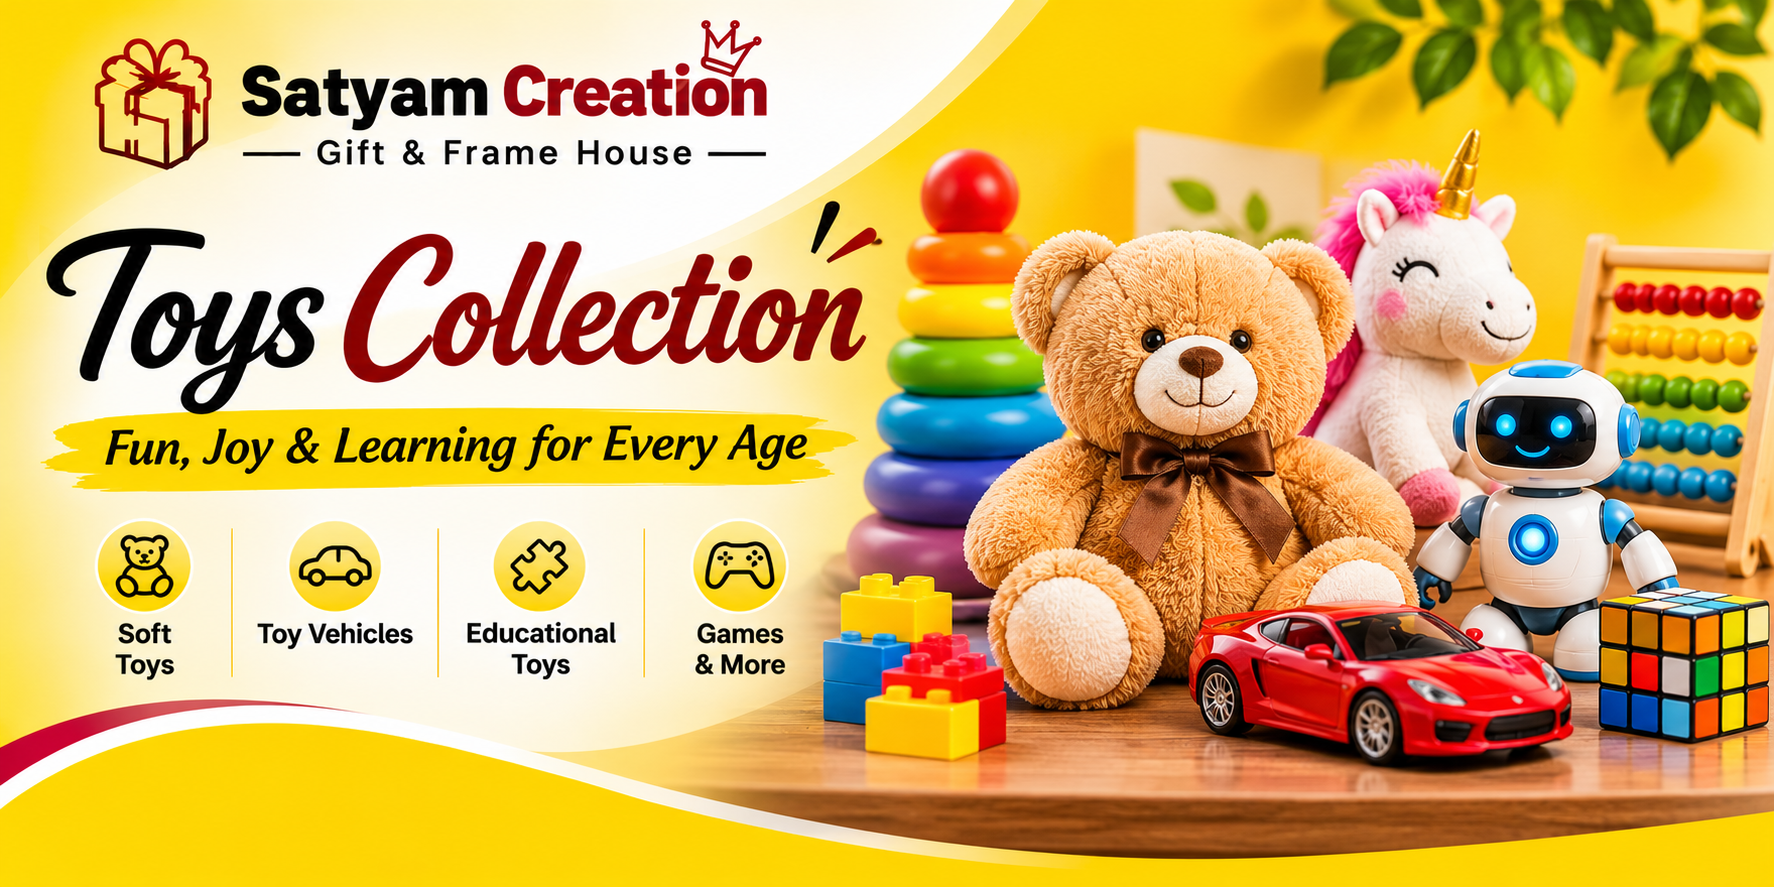 Satyam Creation
Gift & Frame House
Toys Collection
Fun, Joy & Learning for Every Age
Soft
Toys
Toy Vehicles
Educational
Toys
Games
& More